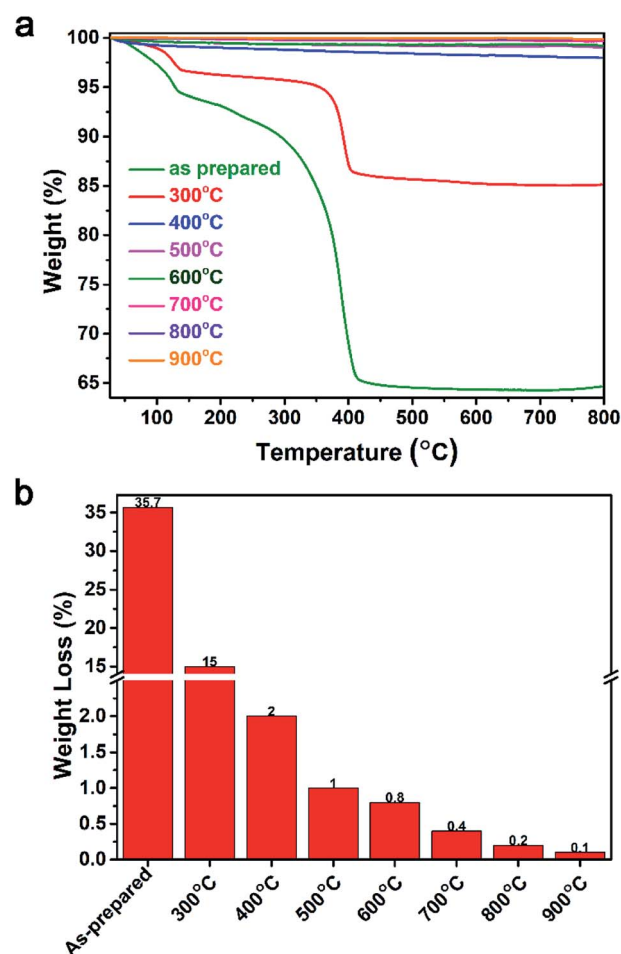 a
100
95
90
85
80
75
70
65
Weight (%)
as prepared
300°C
400°C
500°C
600°C
700°C
800°C
900°C
100 200 300 400 500 600 700 800
Temperature (°C)
b
35
30
25
20
15
2.0
1.5
1.0
0.5
0.0
Weight Loss (%)
35.7
15
2
1
0.8
0.4
0.2
0.1
As-prepared
300°C
400°C
500°C
600°C
700°C
800°C
900°C